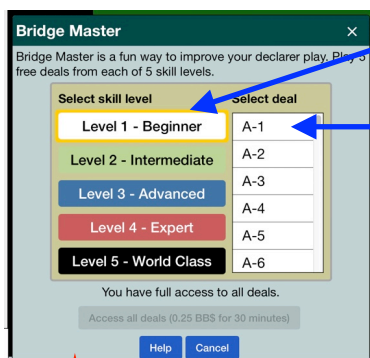 Bridge Master ×
Bridge Master is a fun way to improve your declarer play. Play 5
free deals from each of 5 skill levels.
Select skill level Select deal
Level 1 - Beginner A-1
Level 2 - Intermediate A-2
Level 3 - Advanced A-3
A-4
Level 4 - Expert A-5
Level 5 - World Class A-6
You have full access to all deals.
Access all deals (0.25 BB$ for 30 minutes)
Help Cancel